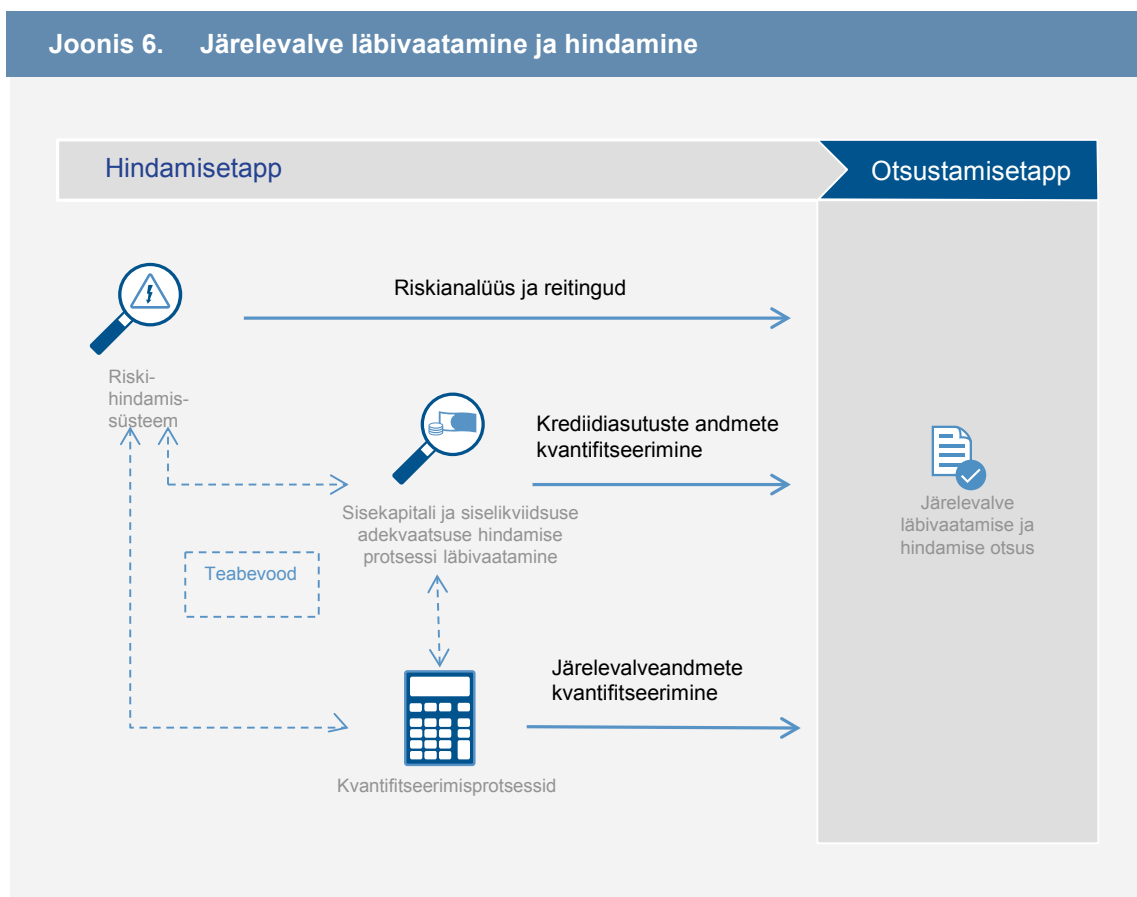 Joonis 6. Järelevalve läbivaatamine ja hindamine
Hindamisetapp
Otsustamisetapp
Riskianalüüs ja reitingud
Riski-
hindamis-
süsteem
Krediidiasutuste andmete
kvantifitseerimine
Sisekapitali ja siselikviidsuse
adekvaatsuse hindamise
protsessi läbivaatamine
Järelevalve
läbivaatamise ja
hindamise otsus
Teabevood
Järelevalveandmete
kvantifitseerimine
Kvantifitseerimisprotsessid